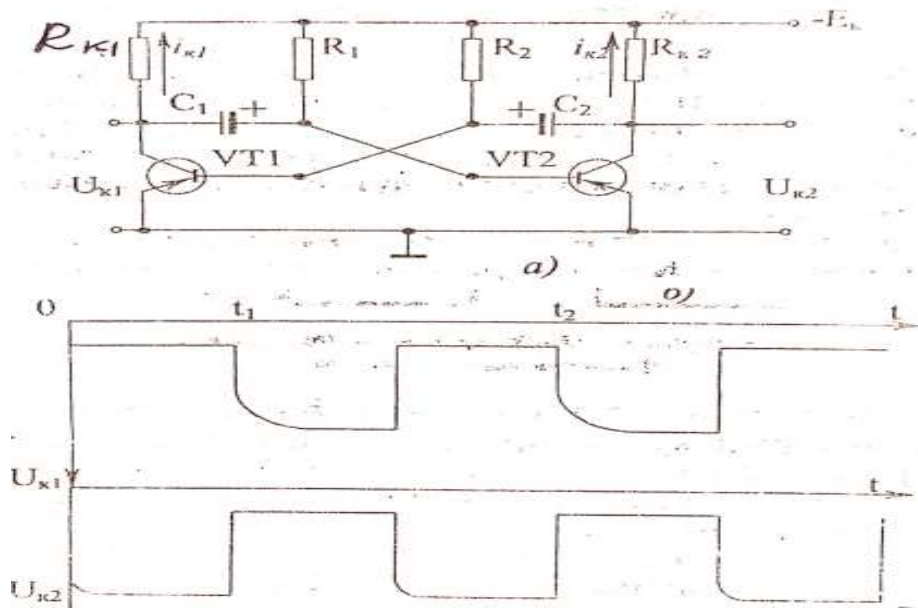 Rк1 iк1 R₁ R₂ iк2 Rк2 -Eк
C₁ + + C₂
VT1 VT2
Uк1 Uк2
а)
0 t₁ t₂ б) t
Uк1 t
Uк2